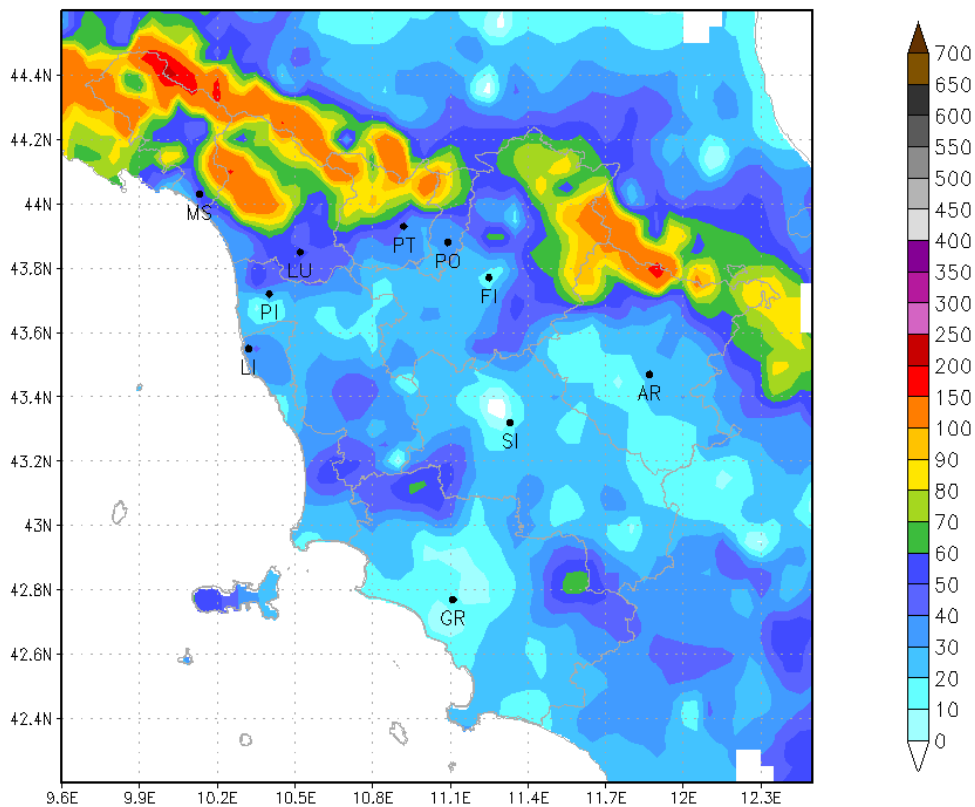 44.4N
44.2N
44N
43.8N
43.6N
43.4N
43.2N
43N
42.8N
42.6N
42.4N
9.6E 9.9E 10.2E 10.5E 10.8E 11.1E 11.4E 11.7E 12E 12.3E
MS
LU
PT
PO
PI
FI
LI
AR
SI
GR
700
650
600
550
500
450
400
350
300
250
200
150
100
90
80
70
60
50
40
30
20
10
0